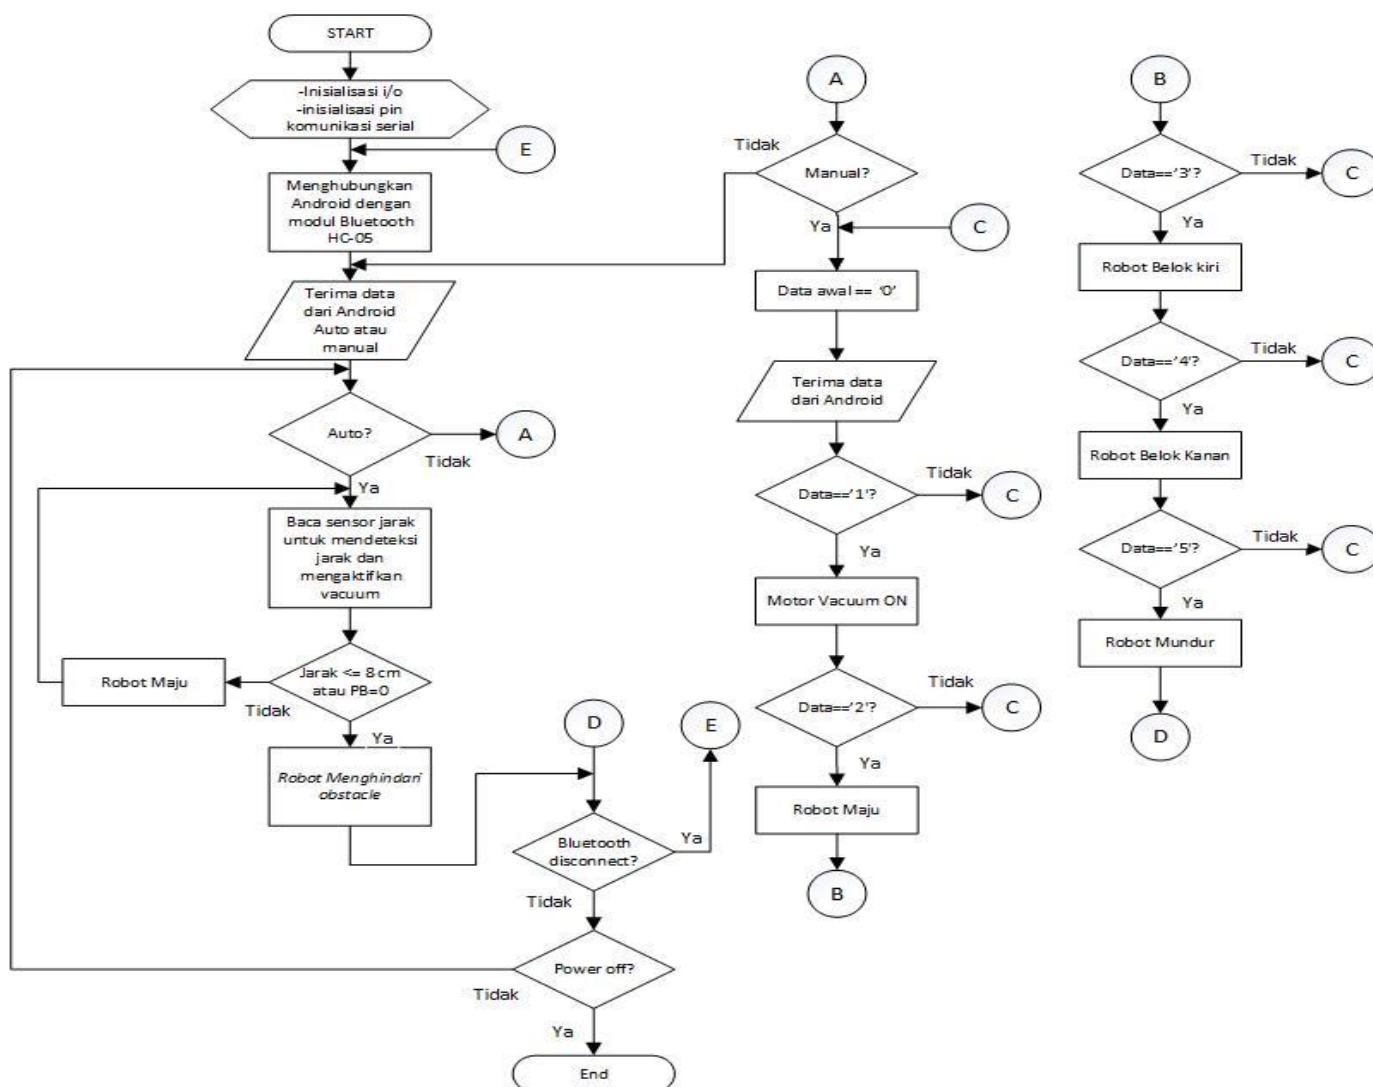 START
-Inisialisasi i/o
-inisialisasi pin
komunikasi serial
E
Menghubungkan
Android dengan
modul Bluetooth
HC-05
Terima data
dari Android
Auto atau
manual
Auto?
Tidak
A
Ya
Baca sensor jarak
untuk mendeteksi
jarak dan
mengaktifkan
vacuum
Jarak <= 8 cm
atau PB=0
Tidak
Robot Maju
Ya
Robot Menghindari
obstacle
D
E
Bluetooth
disconnect?
Ya
Tidak
Power off?
Tidak
Ya
End
A
Tidak
Manual?
Ya
C
Data awal == ‘0’
Terima data
dari Android
Data==’1'?
Tidak
C
Ya
Motor Vacuum ON
Data==’2'?
Tidak
C
Ya
Robot Maju
B
B
Data==’3'?
Tidak
C
Ya
Robot Belok kiri
Data==’4'?
Tidak
C
Ya
Robot Belok Kanan
Data==’5'?
Tidak
C
Ya
Robot Mundur
D